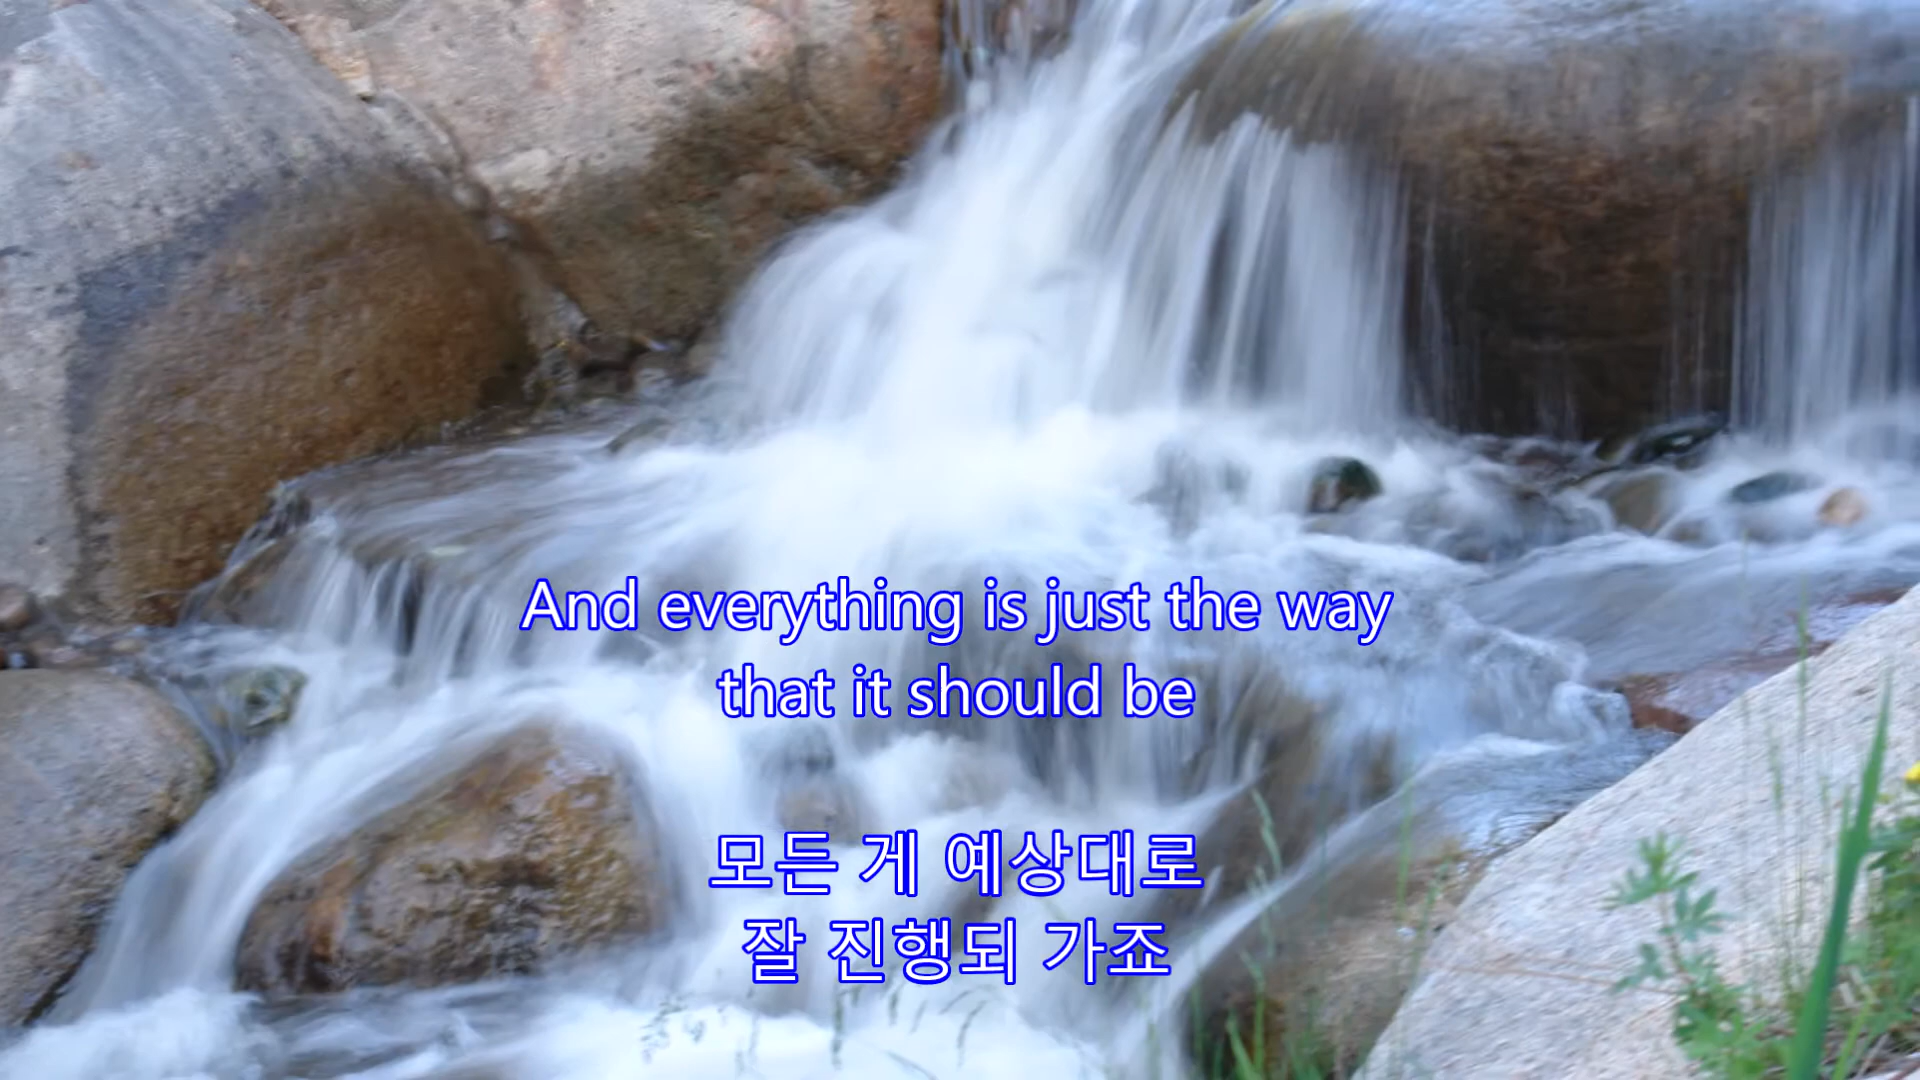 And everything is just the way
that it should be
모든 게 예상대로
잘 진행되 가죠